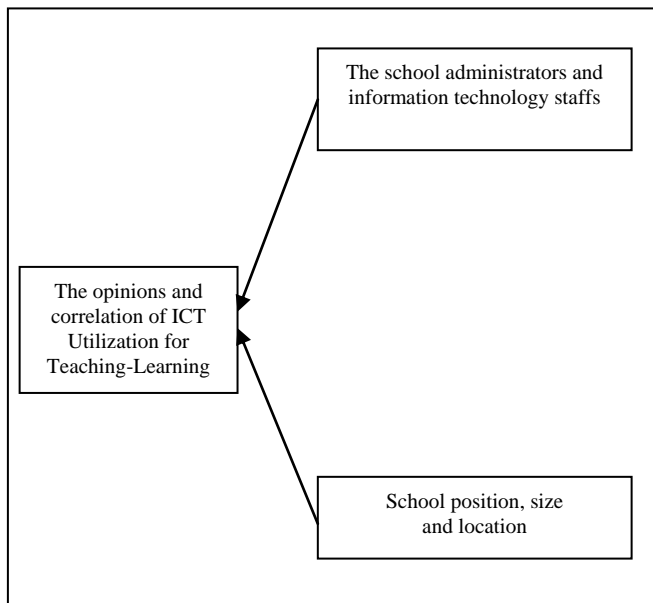 The school administrators and
information technology staffs
The opinions and
correlation of ICT
Utilization for
Teaching-Learning
School position, size
and location